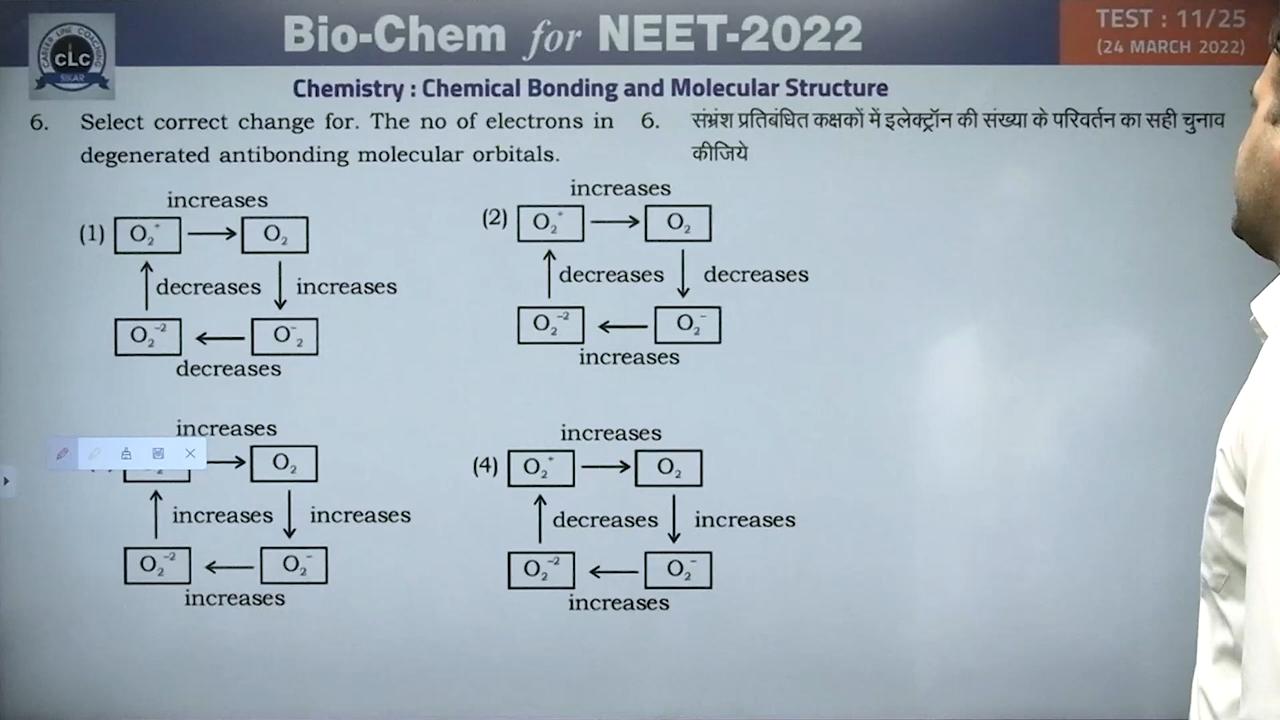 Bio-Chem for NEET-2022
TEST : 11/25
(24 MARCH 2022)
CAREER LINE COACHING
CLC
SIKAR
Chemistry : Chemical Bonding and Molecular Structure
6. Select correct change for. The no of electrons in
degenerated antibonding molecular orbitals.
6. संभ्रंश प्रतिबंधित कक्षकों में इलेक्ट्रॉन की संख्या के परिवर्तन का सही चुनाव
कीजिये
increases
(1) O₂⁺ → O₂
↑ decreases ↓ increases
O₂⁻² ← O⁻₂
decreases
increases
(2) O₂⁺ → O₂
↑ decreases ↓ decreases
O₂⁻² ← O₂⁻
increases
increases
→ O₂
↑ increases ↓ increases
O₂⁻² ← O₂⁻
increases
increases
(4) O₂⁺ → O₂
↑ decreases ↓ increases
O₂⁻² ← O₂⁻
increases